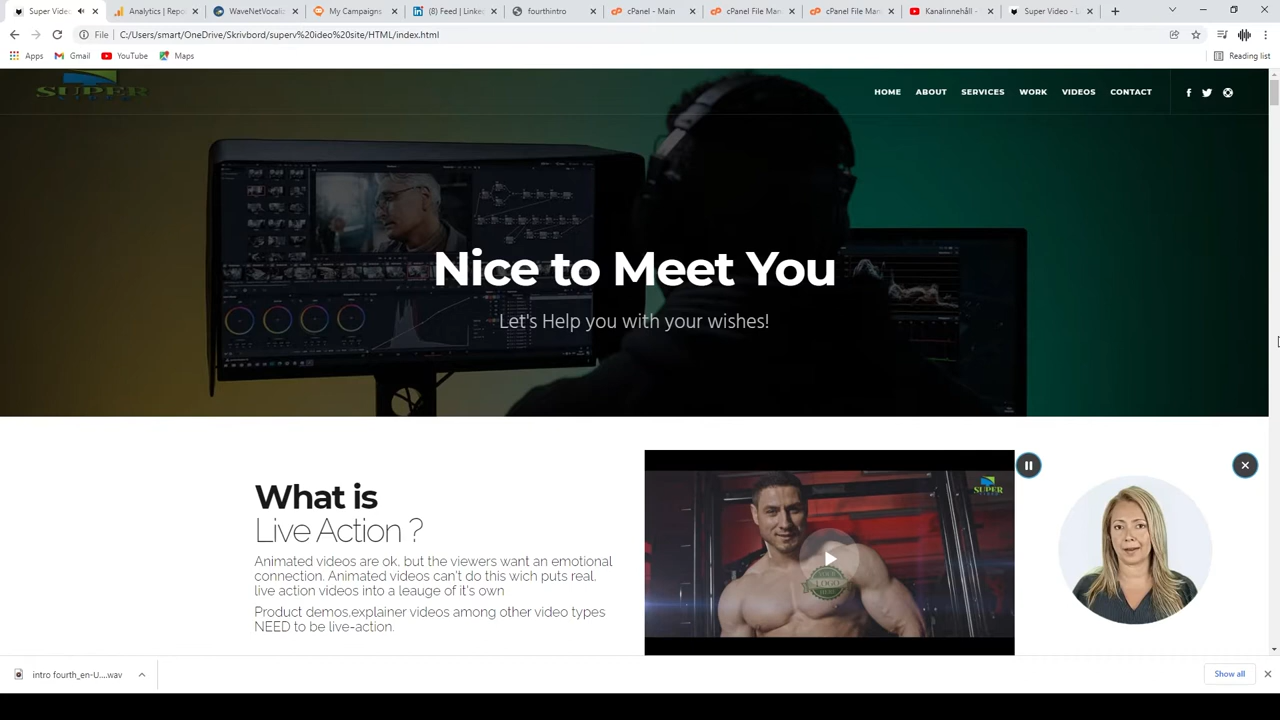 Super Video
Analytics | Repo
WaveNetVocaliz
My Campaigns
(8) Feed | Linke
fourthintro
cPanel - Main
cPanel File Man
cPanel File Man
Kanalinnehåll -
Super Video - L
File
C:/Users/smart/OneDrive/Skrivbord/superv%20ideo%20site/HTML/index.html
Apps
Gmail
YouTube
Maps
Reading list
SUPER
HOME
ABOUT
SERVICES
WORK
VIDEOS
CONTACT
Nice to Meet You
Let's Help you with your wishes!
What is
Live Action ?
Animated videos are ok. but the viewers want an emotional
connection. Animated videos can't do this wich puts real.
live action videos into a leauge of it's own
Product demos,explainer videos among other video types
NEED to be live-action.
SUPER
LOGO
HERE
intro fourth_en-U....wav
Show all